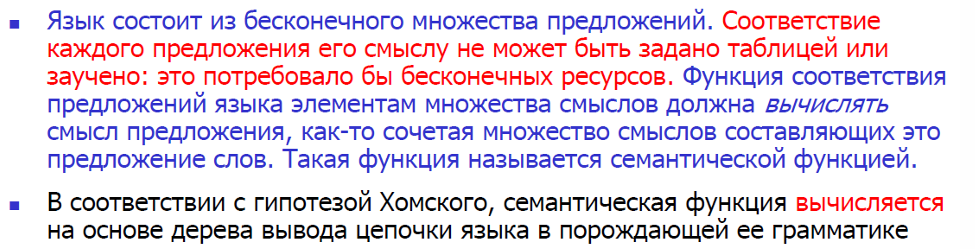 Язык состоит из бесконечного множества предложений. Соответствие
каждого предложения его смыслу не может быть задано таблицей или
заучено: это потребовало бы бесконечных ресурсов. Функция соответствия
предложений языка элементам множества смыслов должна вычислять
смысл предложения, как-то сочетая множество смыслов составляющих это
предложение слов. Такая функция называется семантической функцией.
В соответствии с гипотезой Хомского, семантическая функция вычисляется
на основе дерева вывода цепочки языка в порождающей ее грамматике